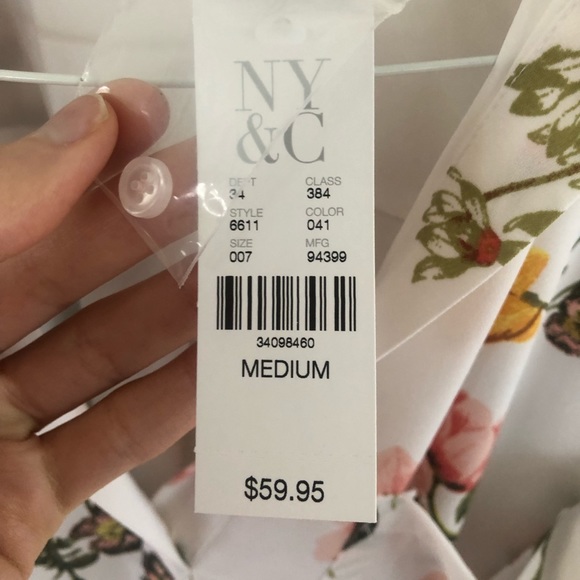 NY
&C
DEPT CLASS
34 384
STYLE COLOR
6611 041
SIZE MFG
007 94399
34098460
MEDIUM
$59.95